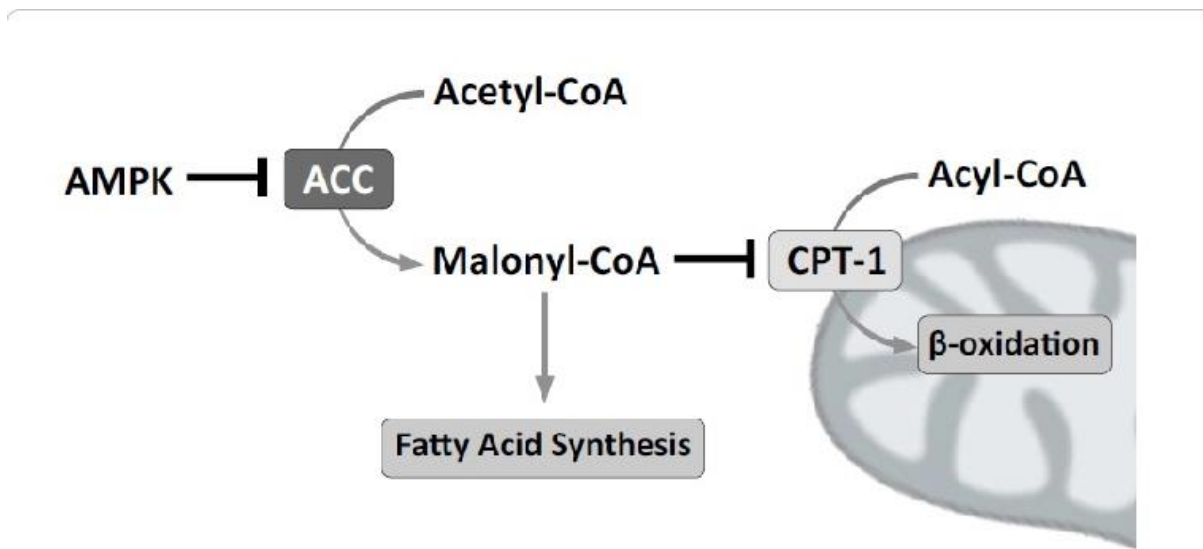 Acetyl-CoA
AMPK
ACC
Acyl-CoA
Malonyl-CoA
CPT-1
β-oxidation
Fatty Acid Synthesis